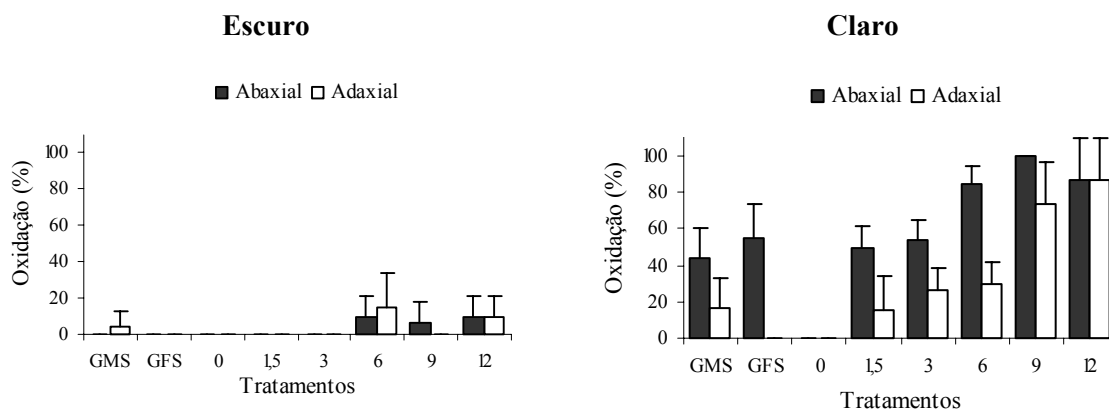 Escuro
Abaxial Adaxial
Oxidação (%)
100
80
60
40
20
0
GMS GFS 0 1,5 3 6 9 12
Tratamentos
Claro
Abaxial Adaxial
Oxidação (%)
100
80
60
40
20
0
GMS GFS 0 1,5 3 6 9 12
Tratamentos